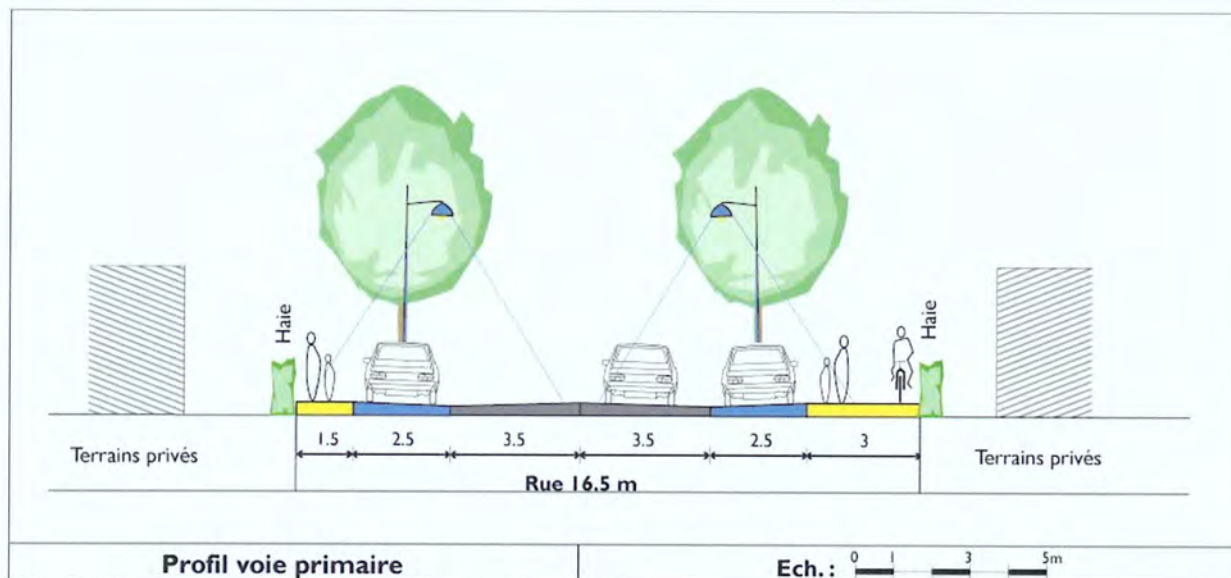 Haie
Haie
1.5 2.5 3.5 3.5 2.5 3
Terrains privés
Terrains privés
Rue 16.5 m
Profil voie primaire
Ech. : 0 1 3 5m